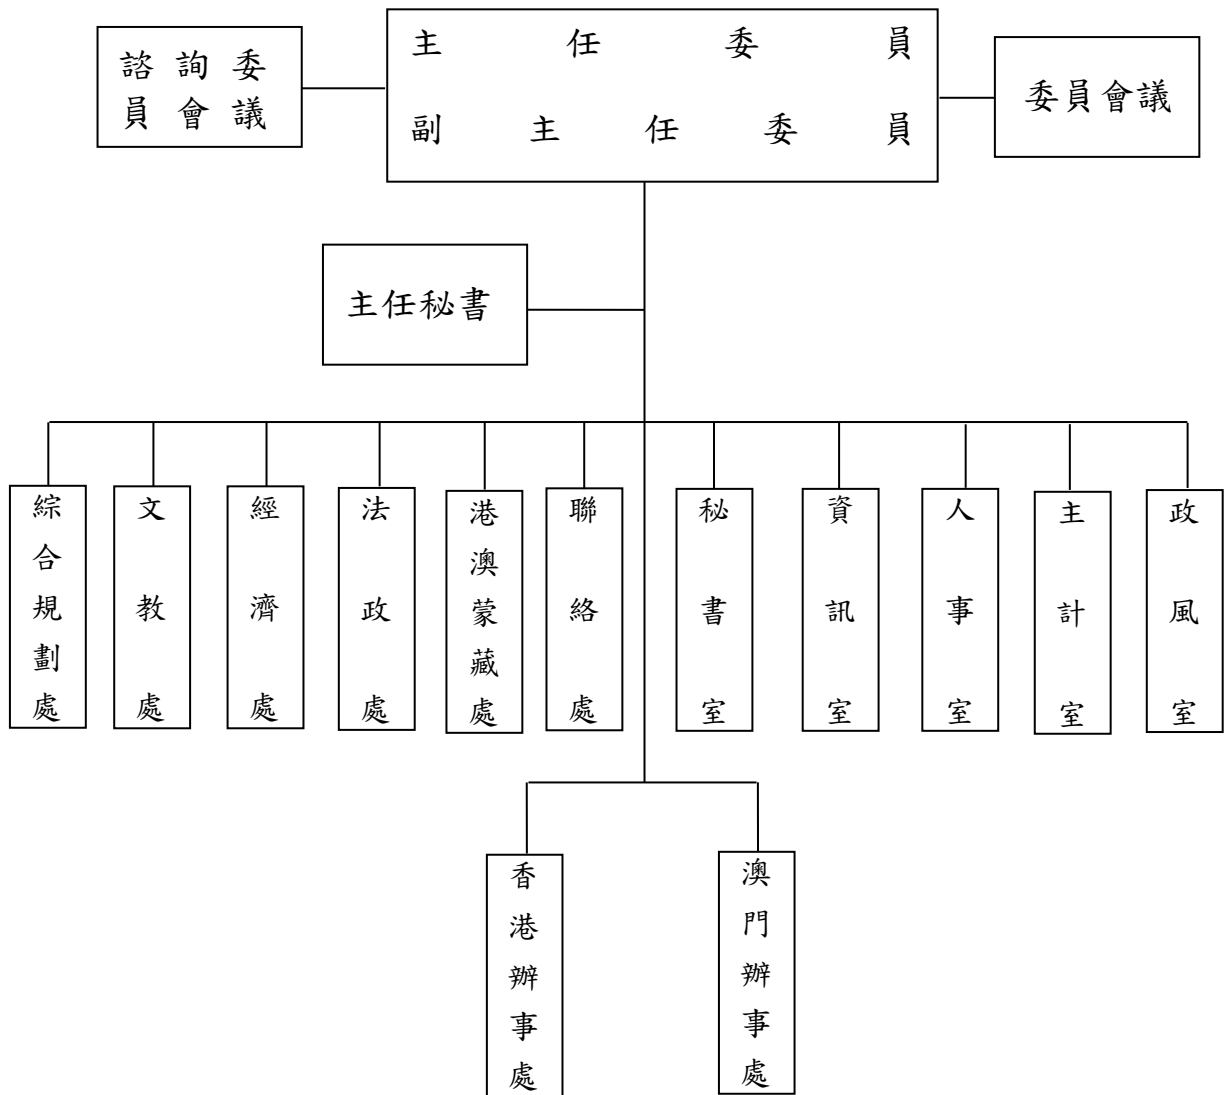 諮詢委
員會議
主任委員
副主任委員
委員會議
主任秘書
綜合規劃處
文教處
經濟處
法政處
港澳蒙藏處
聯絡處
秘書室
資訊室
人事室
主計室
政風室
香港辦事處
澳門辦事處